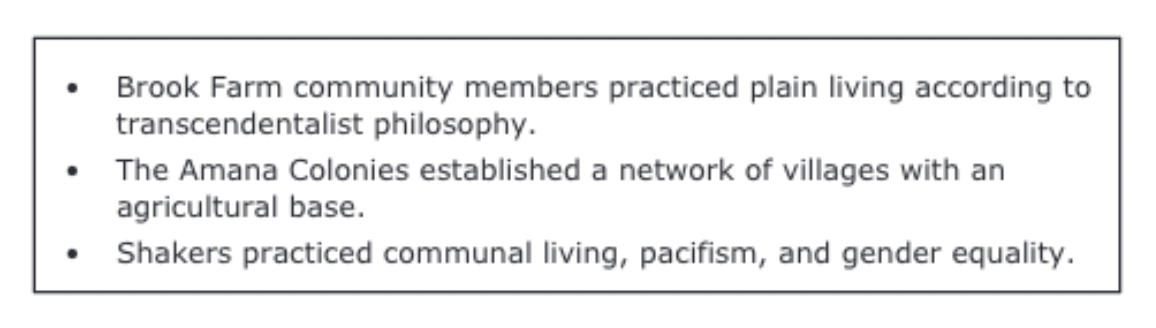 • Brook Farm community members practiced plain living according to
transcendentalist philosophy.
• The Amana Colonies established a network of villages with an
agricultural base.
• Shakers practiced communal living, pacifism, and gender equality.